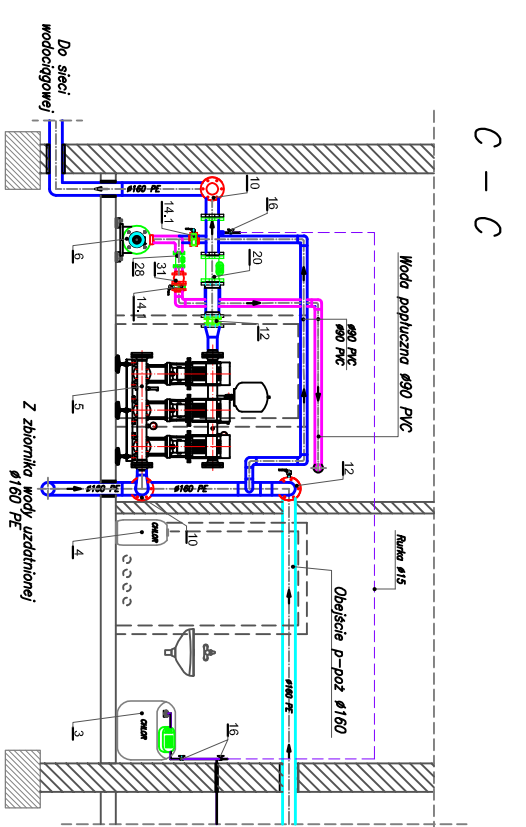 C - C
Do sieci
wodociągowej
Woda popłuczna ø90 PVC
ø90 PVC
ø90 PVC
Rurka ø15
Obejście p-poż ø160
Z zbiornika wody uzdatnionej
ø160 PE
ø160 PE
ø160 PE
ø160 PE
ø160 PE
CHLOR
CHLOR
10
16
14.1
20
6
28
31
14.1
12
5
12
10
4
3
16